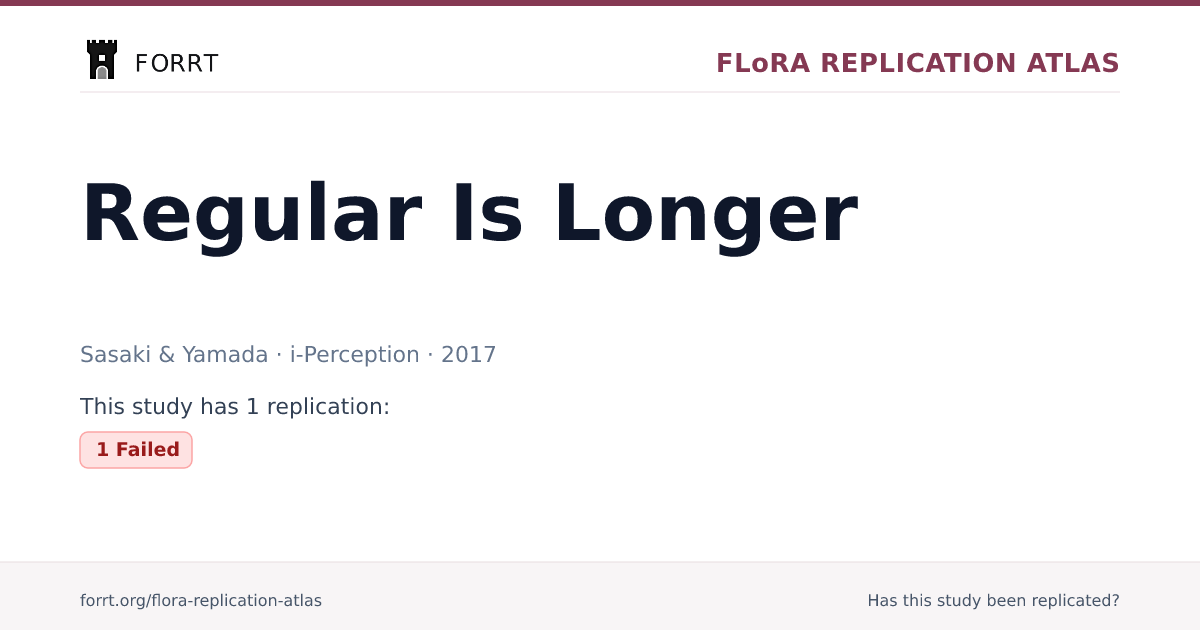 FORRT
FLoRA REPLICATION ATLAS
Regular Is Longer
Sasaki & Yamada · i-Perception · 2017
This study has 1 replication:
1 Failed
forrt.org/flora-replication-atlas
Has this study been replicated?